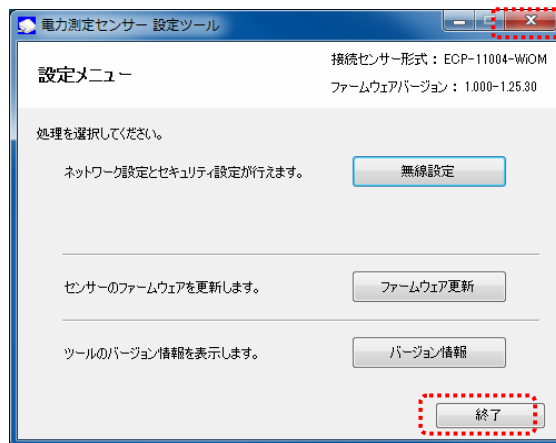 電力測定センサー 設定ツール
設定メニュー
接続センサー形式： ECP-11004-WiOM
ファームウェアバージョン： 1.000-1.25.30
処理を選択してください。
ネットワーク設定とセキュリティ設定が行えます。
無線設定
センサーのファームウェアを更新します。
ファームウェア更新
ツールのバージョン情報を表示します。
バージョン情報
終了